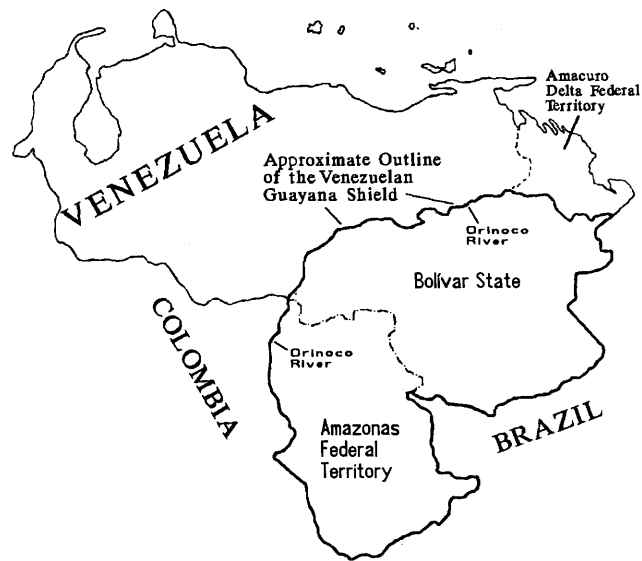 Amacuro
Delta Federal
Territory
VENEZUELA
Approximate Outline
of the Venezuelan
Guayana Shield
Orinoco
River
Bolívar State
COLOMBIA
Orinoco
River
Amazonas
Federal
Territory
BRAZIL